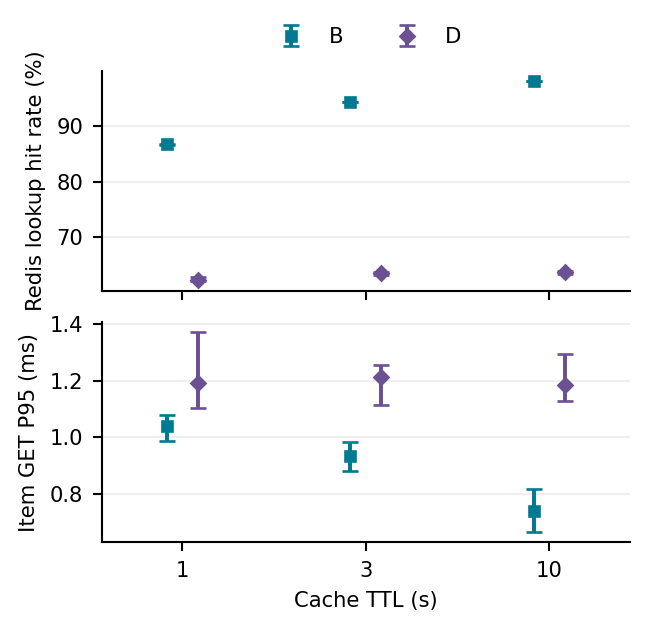 B D
Redis lookup hit rate (%)
90
80
70
Item GET P95 (ms)
1.4
1.2
1.0
0.8
1 3 10
Cache TTL (s)